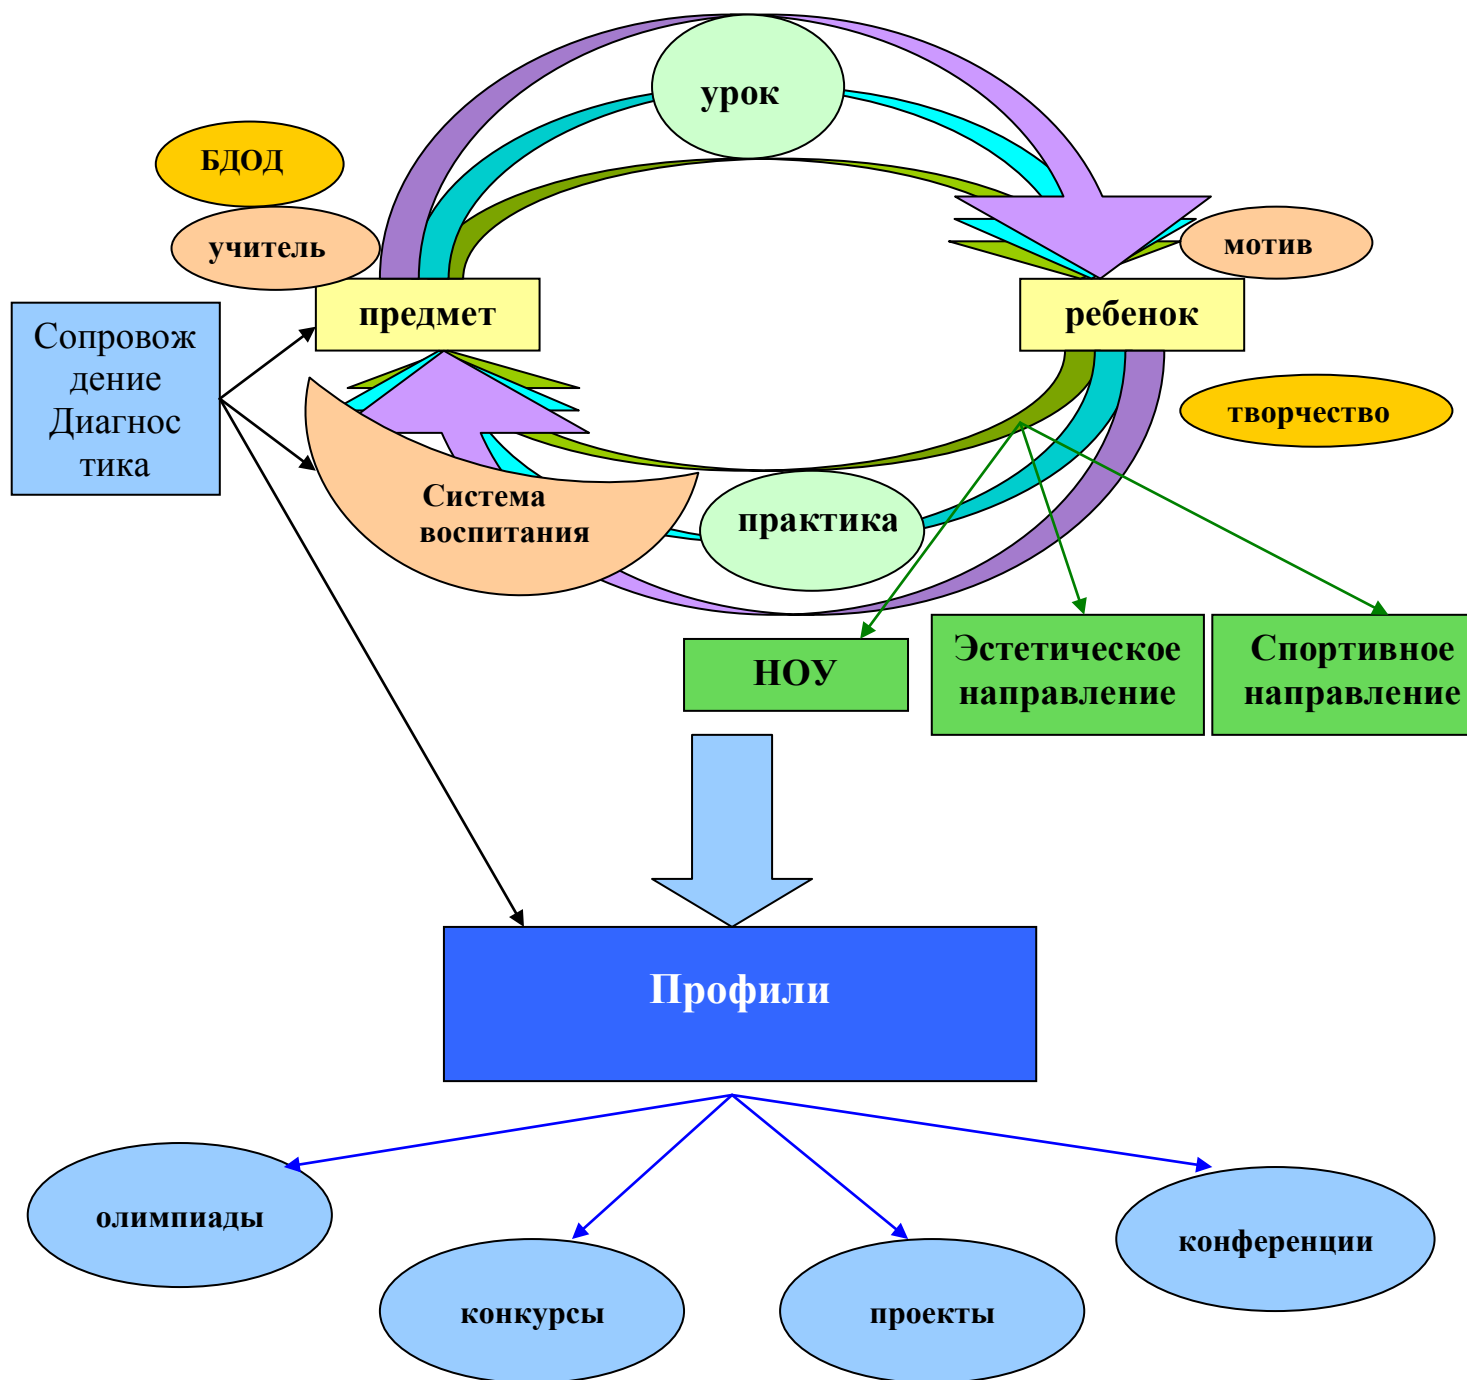 урок
БДОД
учитель
мотив
предмет
ребенок
Сопровож
дение
Диагнос
тика
творчество
Система
воспитания
практика
НОУ
Эстетическое
направление
Спортивное
направление
Профили
олимпиады
конкурсы
проекты
конференции